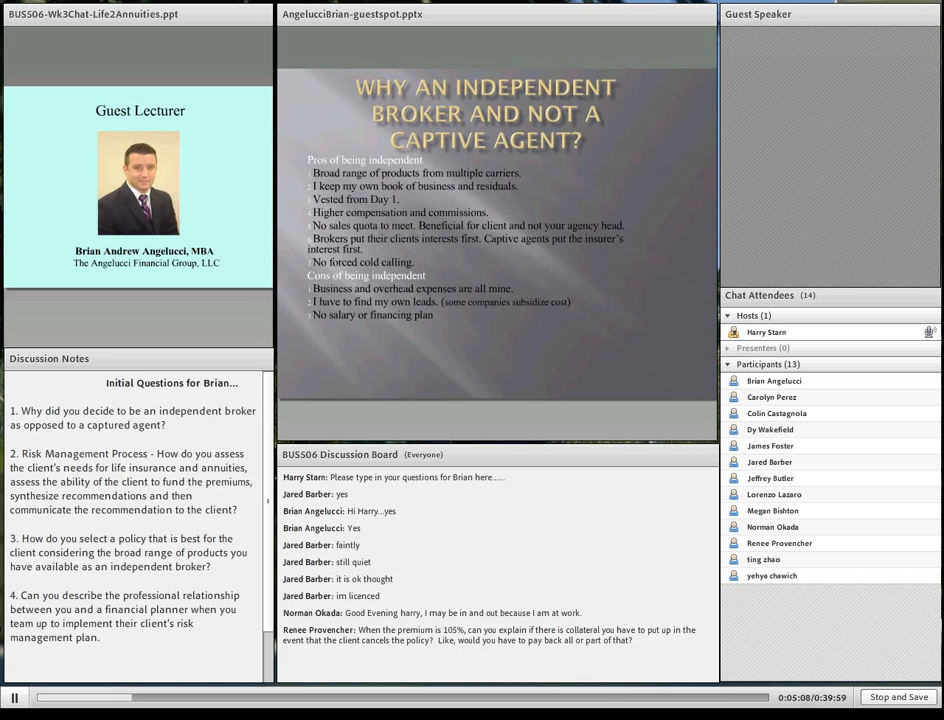 BUS506-Wk3Chat-Life2Annuities.ppt
Guest Lecturer
Brian Andrew Angelucci, MBA
The Angelucci Financial Group, LLC
Discussion Notes
Initial Questions for Brian...
1. Why did you decide to be an independent broker
as opposed to a captured agent?
2. Risk Management Process - How do you assess
the client's needs for life insurance and annuities,
assess the ability of the client to fund the premiums,
synthesize recommendations and then
communicate the recommendation to the client?
3. How do you select a policy that is best for the
client considering the broad range of products you
have available as an independent broker?
4. Can you describe the professional relationship
between you and a financial planner when you
team up to implement their client's risk
management plan.
AngelucciBrian-guestspot.pptx
WHY AN INDEPENDENT
BROKER AND NOT A
CAPTIVE AGENT?
Pros of being independent
Broad range of products from multiple carriers.
I keep my own book of business and residuals.
Vested from Day 1.
Higher compensation and commissions.
No sales quota to meet. Beneficial for client and not your agency head.
Brokers put their clients interests first. Captive agents put the insurer's
interest first.
No forced cold calling.
Cons of being independent
Business and overhead expenses are all mine.
I have to find my own leads. (some companies subsidize cost)
No salary or financing plan
BUS506 Discussion Board (Everyone)
Harry Starn: Please type in your questions for Brian here......
Jared Barber: yes
Brian Angelucci: Hi Harry...yes
Brian Angelucci: Yes
Jared Barber: faintly
Jared Barber: still quiet
Jared Barber: it is ok thought
Jared Barber: im licenced
Norman Okada: Good Evening harry, I may be in and out because I am at work.
Renee Provencher: When the premium is 105%, can you explain if there is collateral you have to put up in the
event that the client cancels the policy? Like, would you have to pay back all or part of that?
Guest Speaker
Chat Attendees (14)
Hosts (1)
Harry Starn
Presenters (0)
Participants (13)
Brian Angelucci
Carolyn Perez
Colin Castagnola
Dy Wakefield
James Foster
Jared Barber
Jeffrey Butler
Lorenzo Lazaro
Megan Bishton
Norman Okada
Renee Provencher
ting zhao
yehya chawich
0:05:08/0:39:59
Stop and Save